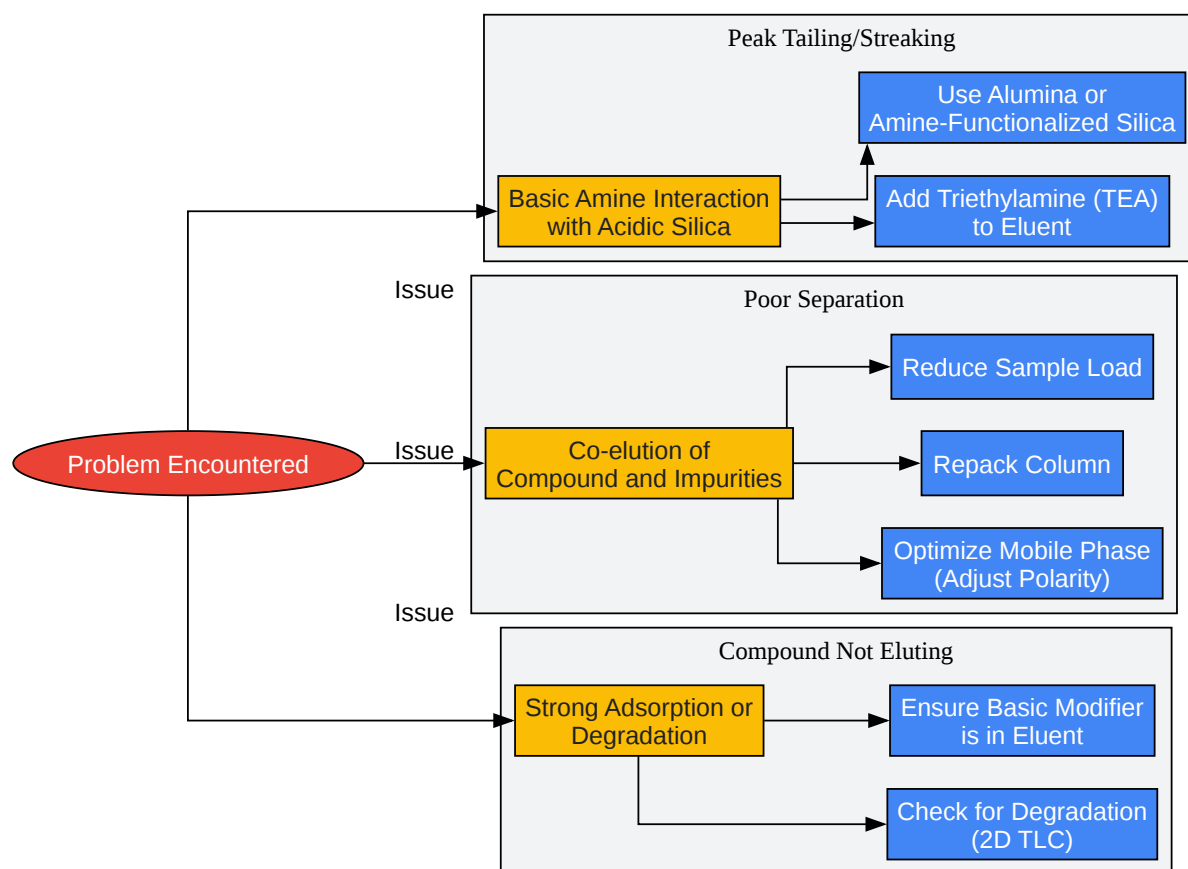 Peak Tailing/Streaking
Use Alumina or
Amine-Functionalized Silica
Basic Amine Interaction
with Acidic Silica
Add Triethylamine (TEA)
to Eluent
Issue
Poor Separation
Reduce Sample Load
Problem Encountered
Issue
Co-elution of
Compound and Impurities
Repack Column
Optimize Mobile Phase
(Adjust Polarity)
Issue
Compound Not Eluting
Strong Adsorption or
Degradation
Ensure Basic Modifier
is in Eluent
Check for Degradation
(2D TLC)